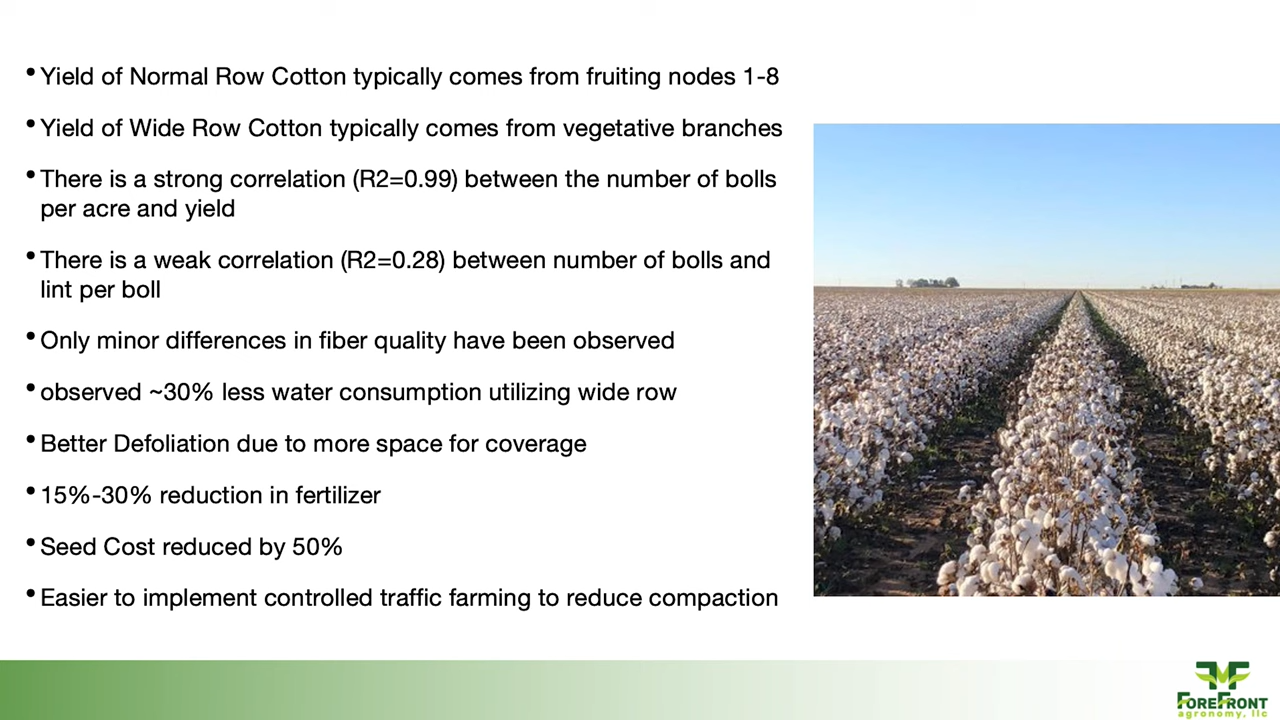 • Yield of Normal Row Cotton typically comes from fruiting nodes 1-8
• Yield of Wide Row Cotton typically comes from vegetative branches
• There is a strong correlation (R2=0.99) between the number of bolls
per acre and yield
• There is a weak correlation (R2=0.28) between number of bolls and
lint per boll
• Only minor differences in fiber quality have been observed
• observed ~30% less water consumption utilizing wide row
• Better Defoliation due to more space for coverage
• 15%-30% reduction in fertilizer
• Seed Cost reduced by 50%
• Easier to implement controlled traffic farming to reduce compaction
FOREFRONT
agronomy, llc